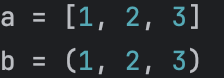 a = [1, 2, 3]
b = (1, 2, 3)